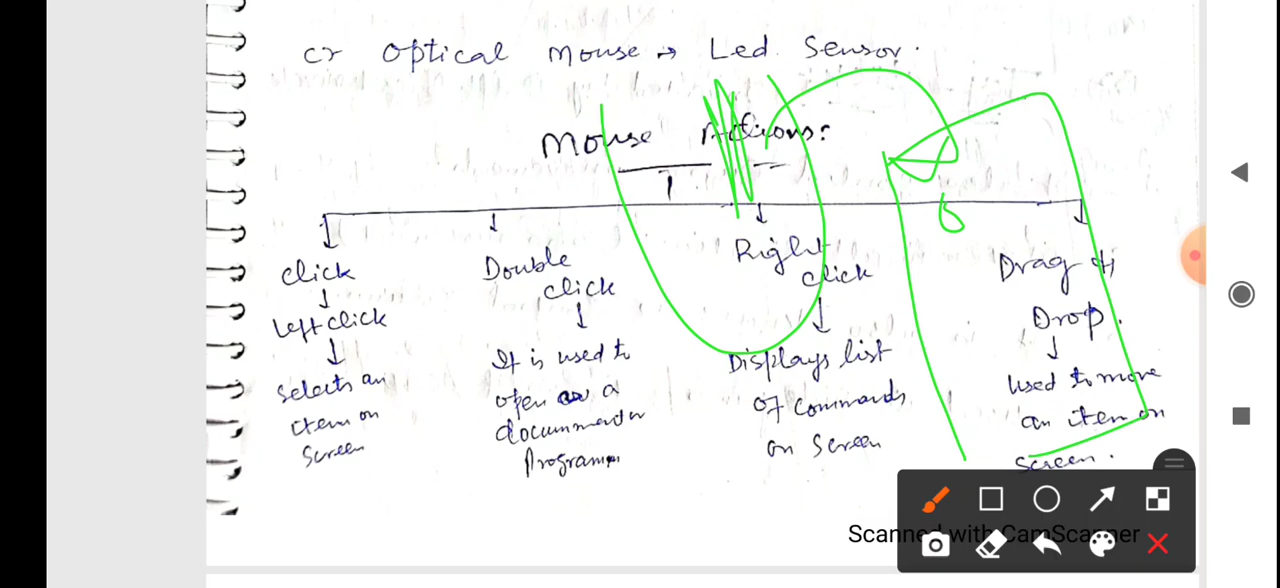 cr Optical Mouse → Led Sensor.
Mouse Actions:
Click
↓
Left click
↓
Selects an
item on
Screen
Double
click
↓
It is used to
open a
document or
Program
Right
click
↓
Displays list
of commands
on Screen
Drag &
Drop.
↓
Used to move
an item on
screen.
Scanned with CamScanner